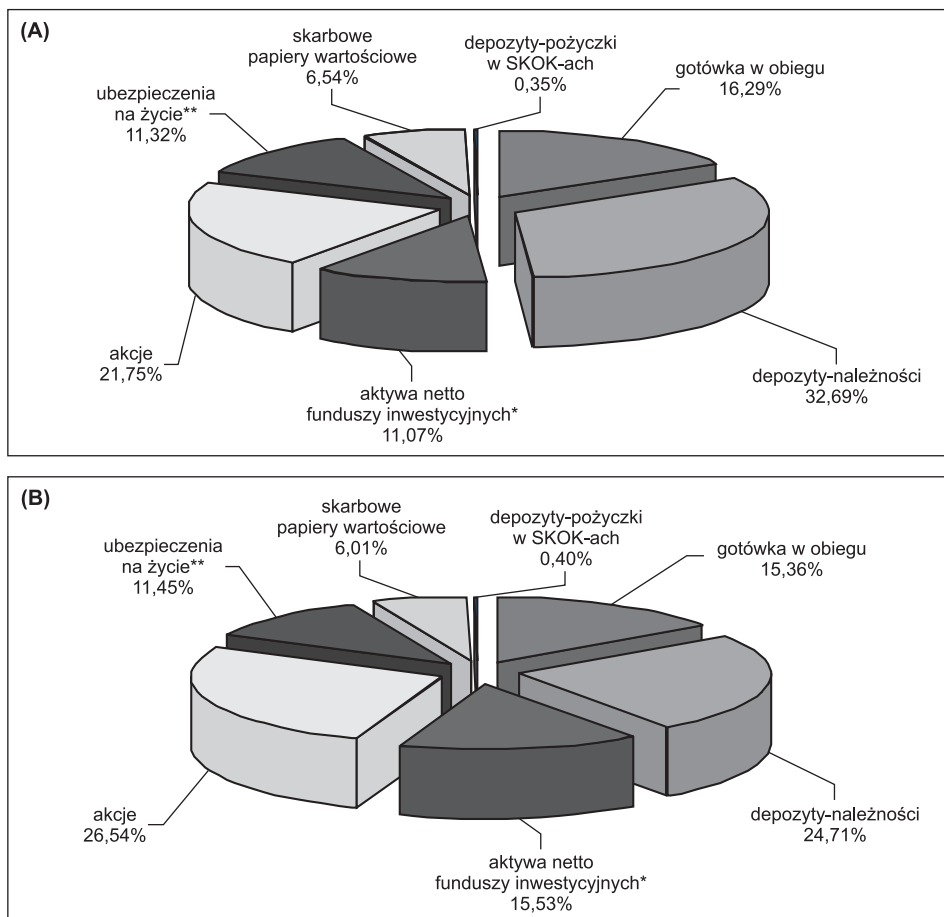 (A)
skarbowe
papiery wartościowe
6,54%
depozyty-pożyczki
w SKOK-ach
0,35%
gotówka w obiegu
16,29%
ubezpieczenia
na życie**
11,32%
akcje
21,75%
aktywa netto
funduszy inwestycyjnych*
11,07%
depozyty-należności
32,69%
(B)
skarbowe
papiery wartościowe
6,01%
depozyty-pożyczki
w SKOK-ach
0,40%
gotówka w obiegu
15,36%
ubezpieczenia
na życie**
11,45%
akcje
26,54%
aktywa netto
funduszy inwestycyjnych*
15,53%
depozyty-należności
24,71%